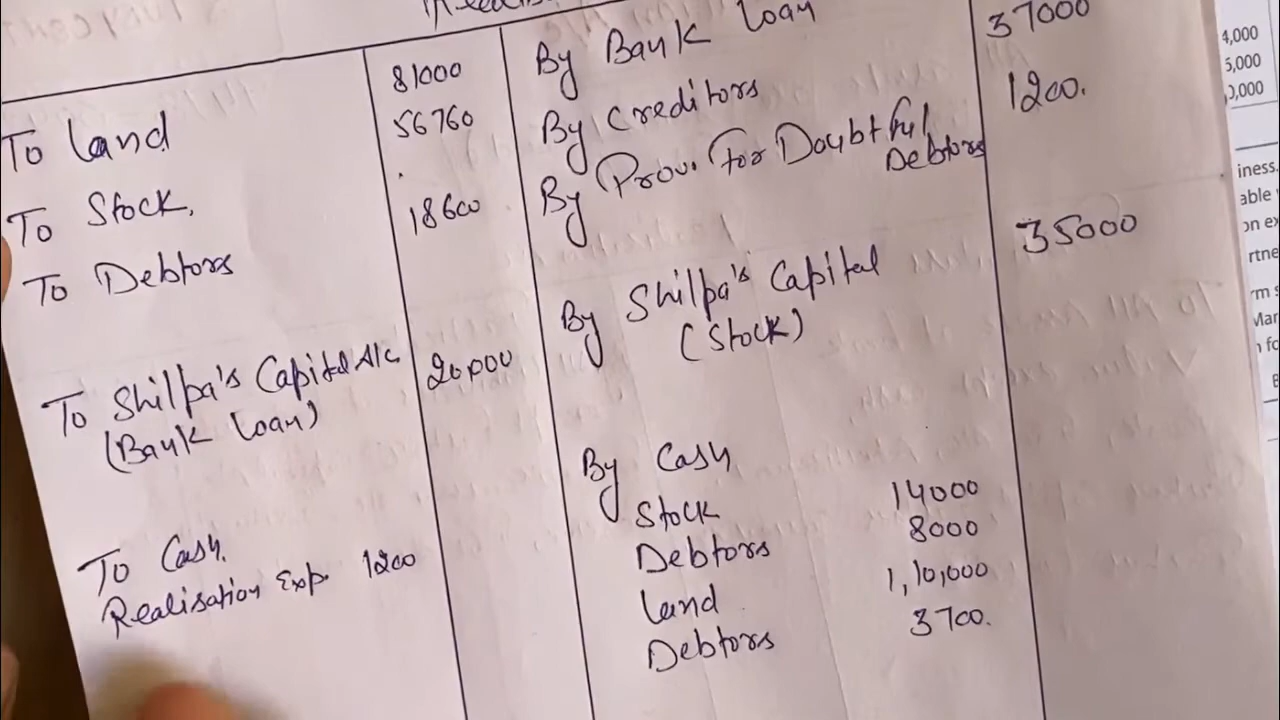 To Land 81000 By Bank Loan
To Stock. 56760 By Creditors 37000
To Debtors 18600 By Prov. For Doubtful Debtors 1200.
To Shilpa's Capital A/c (Bank Loan) 20,000
By Shilpa's Capital (Stock) 35000
To Cash.
Realisation Exp. 1200
By Cash
Stock 14000
Debtors 8000
Land 1,10,000
Debtors 3700.
4,000
5,000
0,000
iness.
able
on ex
rtne
rm s
Mar